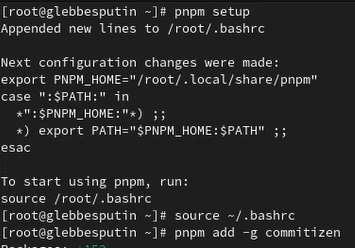 [root@glebbesputin ~]# pnpm setup
Appended new lines to /root/.bashrc
Next configuration changes were made:
export PNPM_HOME="/root/.local/share/pnpm"
case ":$PATH:" in
  *":$PNPM_HOME:"*) ;;
  *) export PATH="$PNPM_HOME:$PATH" ;;
esac
To start using pnpm, run:
source /root/.bashrc
[root@glebbesputin ~]# source ~/.bashrc
[root@glebbesputin ~]# pnpm add -g commitizen